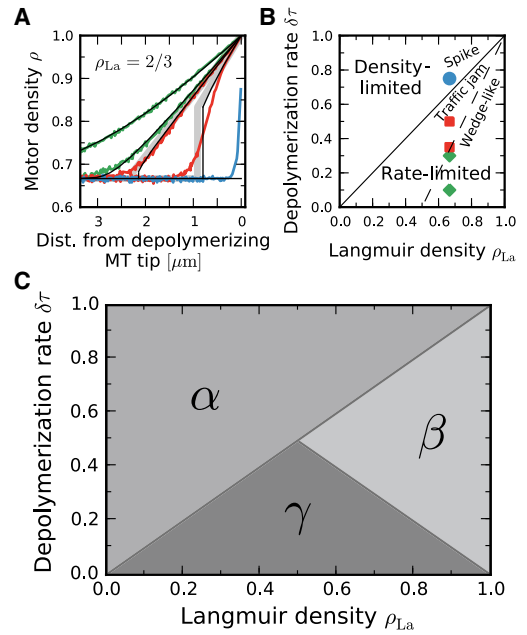 A
ρ_La = 2/3
Motor density ρ
1.0
0.9
0.8
0.7
0.6
3
2
1
0
Dist. from depolymerizing
MT tip [μm]
B
Depolymerization rate δτ
1.0
0.8
0.6
0.4
0.2
0.0
Density-
limited
Spike
Traffic jam
Wedge-like
Rate-limited
0.0 0.2 0.4 0.6 0.8 1.0
Langmuir density ρ_La
C
Depolymerization rate δτ
1.0
0.8
0.6
0.4
0.2
0.0
α
β
γ
0.0 0.2 0.4 0.6 0.8 1.0
Langmuir density ρ_La